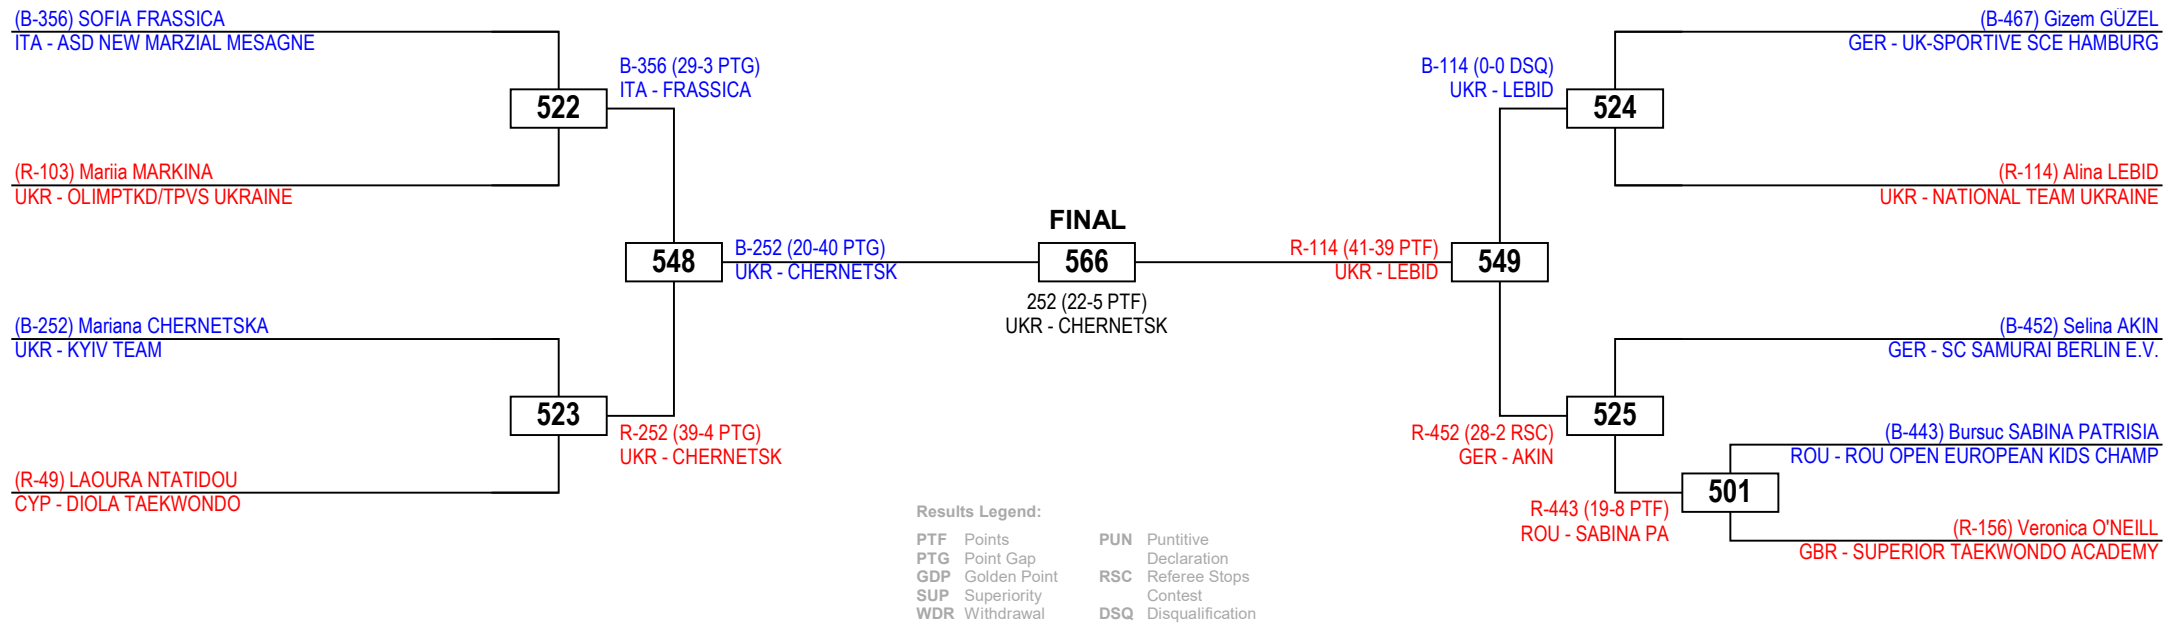 (B-356) SOFIA FRASSICA
ITA - ASD NEW MARZIAL MESAGNE
(R-103) Mariia MARKINA
UKR - OLIMPTKD/TPVS UKRAINE
(B-252) Mariana CHERNETSKA
UKR - KYIV TEAM
(R-49) LAOURA NTATIDOU
CYP - DIOLA TAEKWONDO
522
B-356 (29-3 PTG)
ITA - FRASSICA
523
R-252 (39-4 PTG)
UKR - CHERNETSK
548
B-252 (20-40 PTG)
UKR - CHERNETSK
FINAL
566
252 (22-5 PTF)
UKR - CHERNETSK
R-114 (41-39 PTF)
UKR - LEBID
549
B-114 (0-0 DSQ)
UKR - LEBID
524
R-452 (28-2 RSC)
GER - AKIN
525
R-443 (19-8 PTF)
ROU - SABINA PA
501
(B-467) Gizem GÜZEL
GER - UK-SPORTIVE SCE HAMBURG
(R-114) Alina LEBID
UKR - NATIONAL TEAM UKRAINE
(B-452) Selina AKIN
GER - SC SAMURAI BERLIN E.V.
(B-443) Bursuc SABINA PATRISIA
ROU - ROU OPEN EUROPEAN KIDS CHAMP
(R-156) Veronica O'NEILL
GBR - SUPERIOR TAEKWONDO ACADEMY
Results Legend:
PTF Points
PTG Point Gap
GDP Golden Point
SUP Superiority
WDR Withdrawal
PUN Puntitive
Declaration
RSC Referee Stops
Contest
DSQ Disqualification